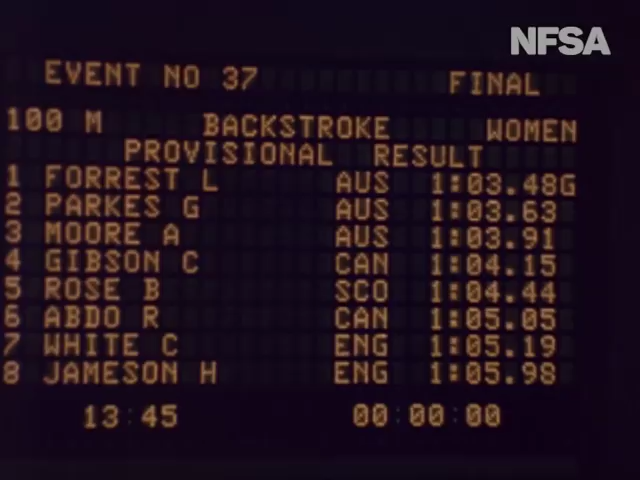 NFSA
EVENT NO 37 FINAL
100 M BACKSTROKE WOMEN
PROVISIONAL RESULT
1 FORREST L AUS 1:03.48G
2 PARKES G AUS 1:03.63
3 MOORE A AUS 1:03.91
4 GIBSON C CAN 1:04.15
5 ROSE B SCO 1:04.44
6 ABDO R CAN 1:05.05
7 WHITE C ENG 1:05.19
8 JAMESON H ENG 1:05.98
13:45 00:00:00